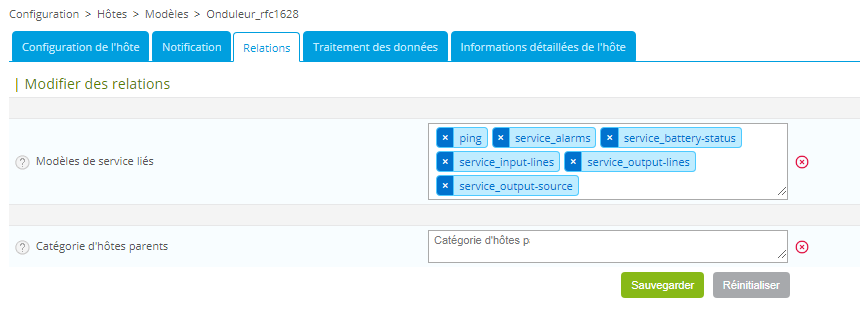 Configuration > Hôtes > Modèles > Onduleur_rfc1628
Configuration de l'hôte Notification Relations Traitement des données Informations détaillées de l'hôte
| Modifier des relations
? Modèles de service liés
× ping × service_alarms × service_battery-status
× service_input-lines × service_output-lines
× service_output-source
? Catégorie d'hôtes parents
Catégorie d'hôtes p
Sauvegarder Réinitialiser